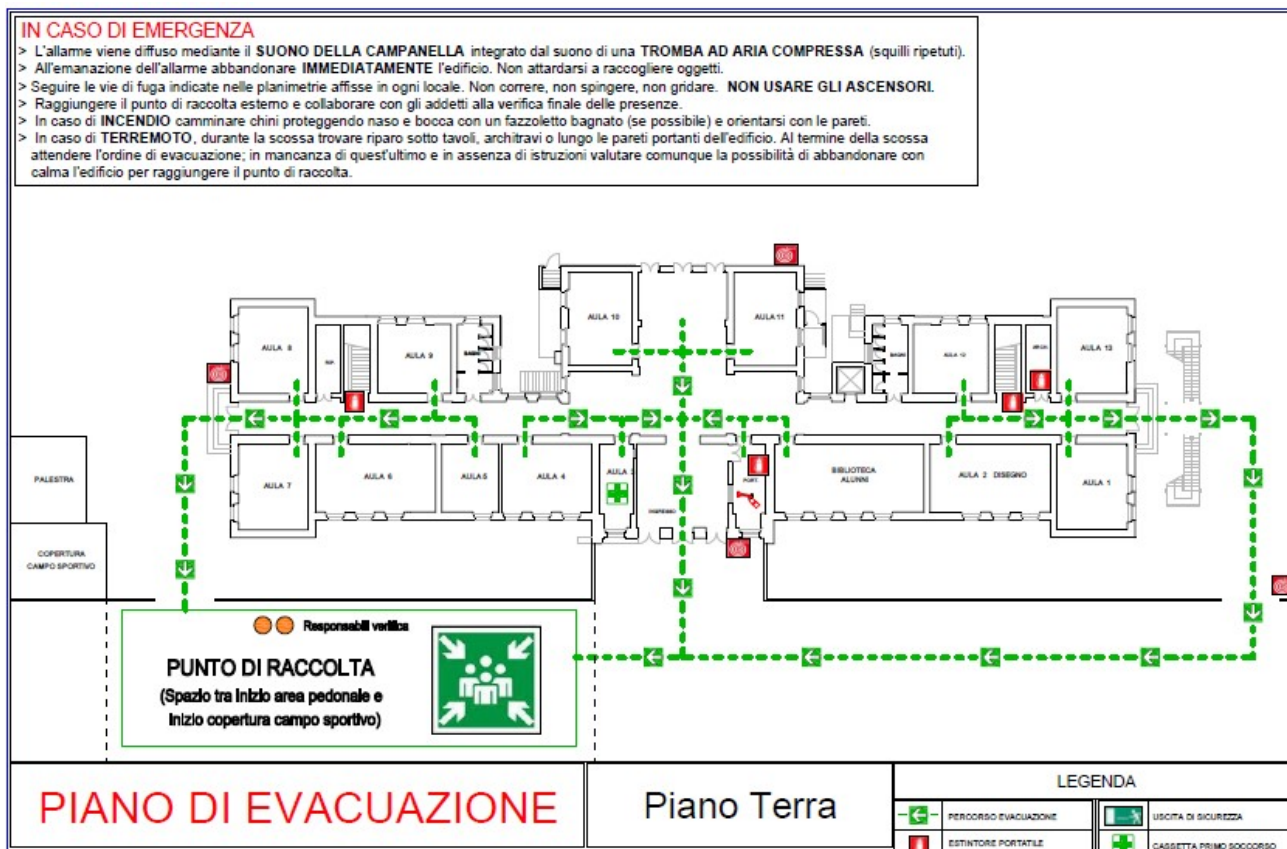 IN CASO DI EMERGENZA
> L'allarme viene diffuso mediante il SUONO DELLA CAMPANELLA integrato dal suono di una TROMBA AD ARIA COMPRESSA (squilli ripetuti).
> All'emanazione dell'allarme abbandonare IMMEDIATAMENTE l'edificio. Non attardarsi a raccogliere oggetti.
> Seguire le vie di fuga indicate nelle planimetrie affisse in ogni locale. Non correre, non spingere, non gridare. NON USARE GLI ASCENSORI.
> Raggiungere il punto di raccolta esterno e collaborare con gli addetti alla verifica finale delle presenze.
> In caso di INCENDIO camminare chini proteggendo naso e bocca con un fazzoletto bagnato (se possibile) e orientarsi con le pareti.
> In caso di TERREMOTO, durante la scossa trovare riparo sotto tavoli, architravi o lungo le pareti portanti dell'edificio. Al termine della scossa
attendere l'ordine di evacuazione; in mancanza di quest'ultimo e in assenza di istruzioni valutare comunque la possibilità di abbandonare con
calma l'edificio per raggiungere il punto di raccolta.
AULA 10
AULA 11
AULA 8
AULA 9
BAGNI
BAGNI
AULA 12
ARCH.
AULA 13
PALESTRA
AULA 7
AULA 6
AULA 5
AULA 4
AULA 3
INGRESSO
PORT.
BIBLIOTECA
ALUNNI
AULA 2 DISEGNO
AULA 1
COPERTURA
CAMPO SPORTIVO
Responsabili verifica
PUNTO DI RACCOLTA
(Spazio tra Inizio area pedonale e
Inizio copertura campo sportivo)
PIANO DI EVACUAZIONE
Piano Terra
LEGENDA
PERCORSO EVACUAZIONE
USCITA DI SICUREZZA
ESTINTORE PORTATILE
CASSETTA PRIMO SOCCORSO